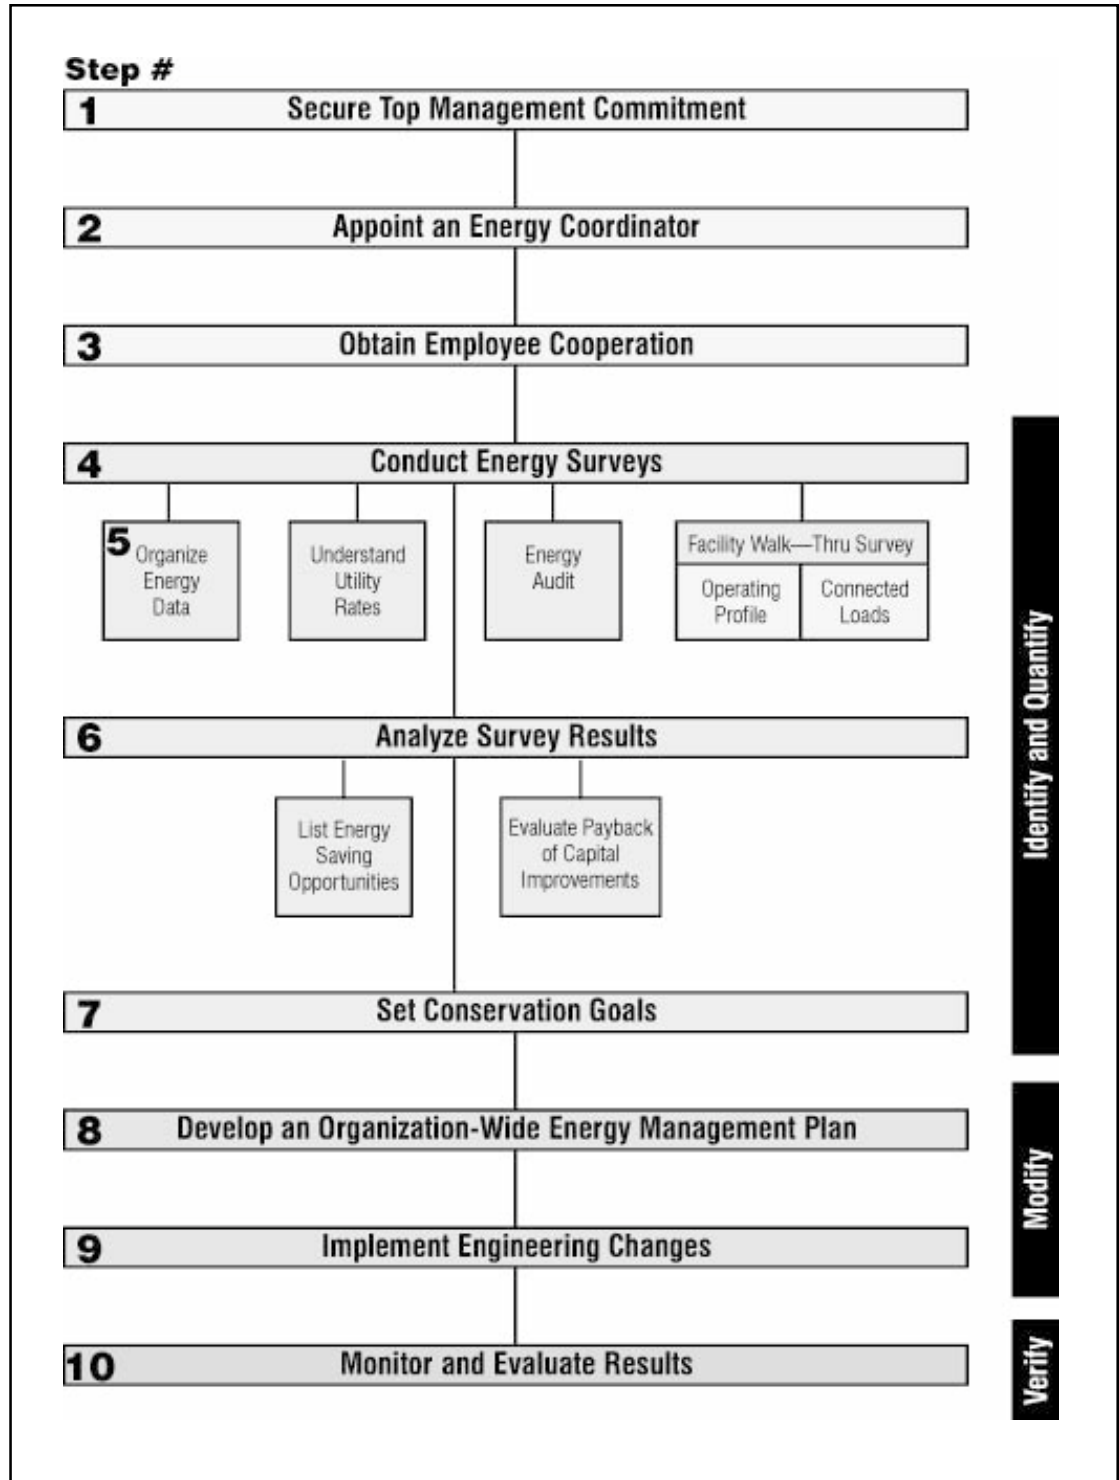 Step #
1 Secure Top Management Commitment
2 Appoint an Energy Coordinator
3 Obtain Employee Cooperation
4 Conduct Energy Surveys
5 Organize
Energy
Data
Understand
Utility
Rates
Energy
Audit
Facility Walk—Thru Survey
Operating
Profile
Connected
Loads
6 Analyze Survey Results
List Energy
Saving
Opportunities
Evaluate Payback
of Capital
Improvements
7 Set Conservation Goals
8 Develop an Organization-Wide Energy Management Plan
9 Implement Engineering Changes
10 Monitor and Evaluate Results
Identify and Quantify
Modify
Verify